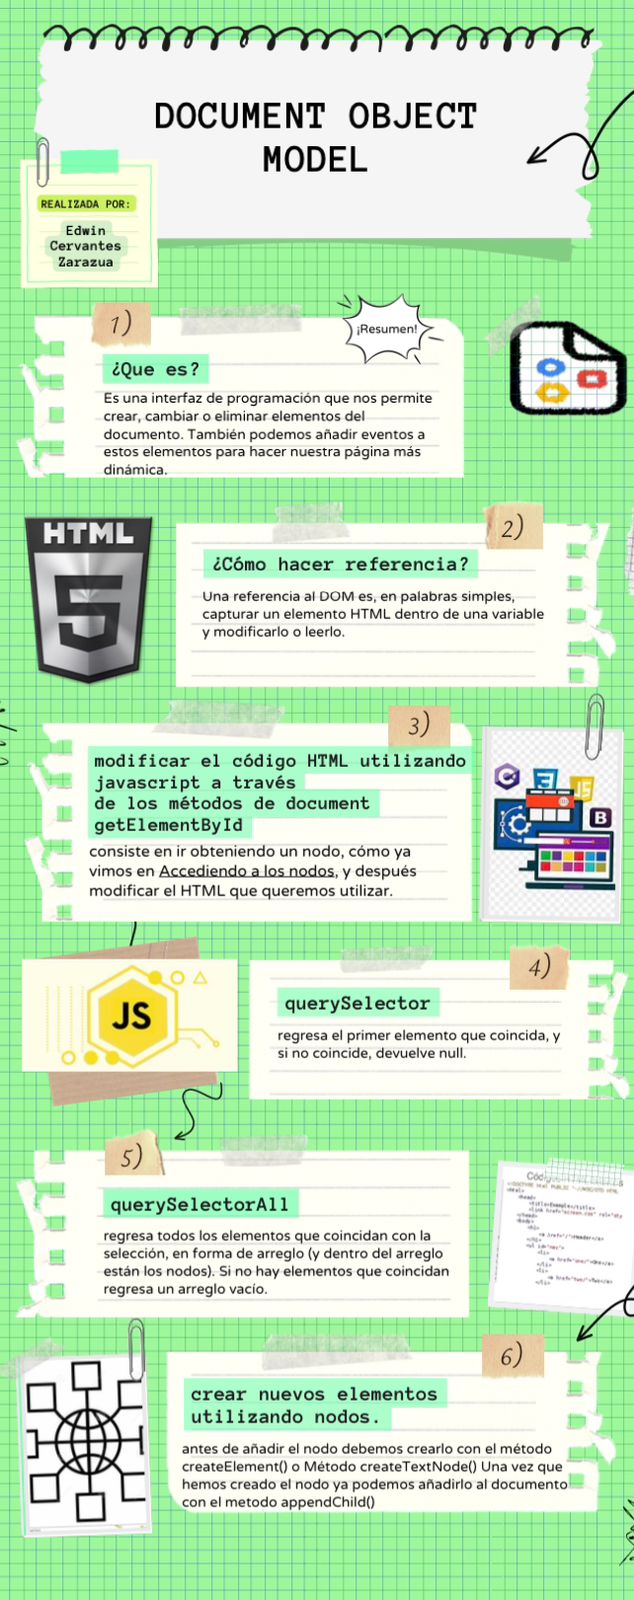 DOCUMENT OBJECT
MODEL
REALIZADA POR:
Edwin
Cervantes
Zarazua
1)
¡Resumen!
¿Que es?
Es una interfaz de programación que nos permite
crear, cambiar o eliminar elementos del
documento. También podemos añadir eventos a
estos elementos para hacer nuestra página más
dinámica.
HTML
5
2)
¿Cómo hacer referencia?
Una referencia al DOM es, en palabras simples,
capturar un elemento HTML dentro de una variable
y modificarlo o leerlo.
3)
modificar el código HTML utilizando
javascript a través
de los métodos de document
getElementById
consiste en ir obteniendo un nodo, cómo ya
vimos en Accediendo a los nodos, y después
modificar el HTML que queremos utilizar.
C
3
JS
B
JS
4)
querySelector
regresa el primer elemento que coincida, y
si no coincide, devuelve null.
5)
querySelectorAll
regresa todos los elementos que coincidan con la
selección, en forma de arreglo (y dentro del arreglo
están los nodos). Si no hay elementos que coincidan
regresa un arreglo vacío.
<html>
<head>
<title>Example</title>
</head>
<body>
6)
crear nuevos elementos
utilizando nodos.
antes de añadir el nodo debemos crearlo con el método
createElement() o Método createTextNode() Una vez que
hemos creado el nodo ya podemos añadirlo al documento
con el metodo appendChild()